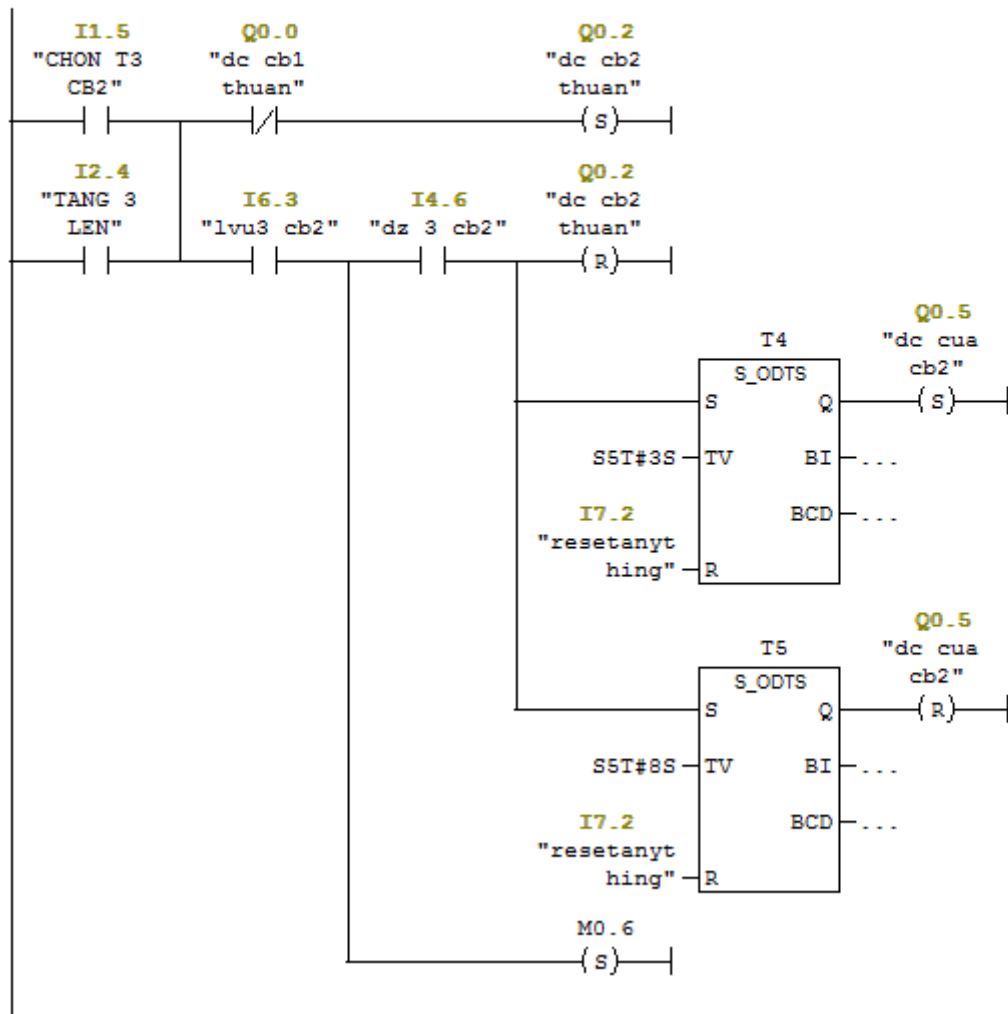 I1.5 Q0.0 Q0.2
"CHON T3 "dc cb1 "dc cb2
CB2" thuan" thuan"
(S)
I2.4 Q0.2
"TANG 3 I6.3 I4.6 "dc cb2
LEN" "lvu3 cb2" "dz 3 cb2" thuan"
(R)
Q0.5
T4 "dc cua
S_ODTS cb2"
S Q (S)
S5T#3S TV BI ...
I7.2 BCD ...
"resetanyt
hing" R
Q0.5
T5 "dc cua
S_ODTS cb2"
S Q (R)
S5T#8S TV BI ...
I7.2 BCD ...
"resetanyt
hing" R
M0.6
(S)